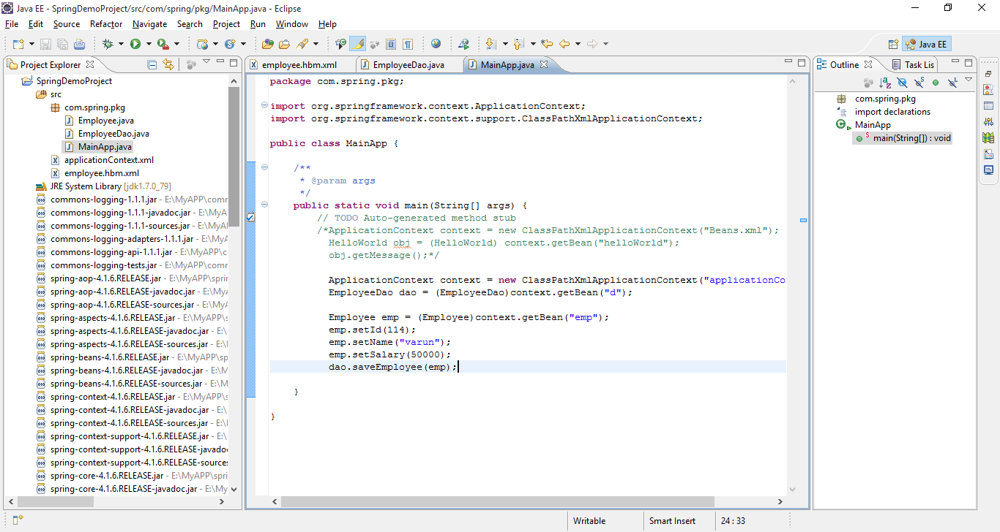 Java EE - SpringDemoProject/src/com/spring/pkg/MainApp.java - Eclipse
File Edit Source Refactor Navigate Search Project Run Window Help
Java EE
Project Explorer
SpringDemoProject
src
com.spring.pkg
Employee.java
EmployeeDao.java
MainApp.java
applicationContext.xml
employee.hbm.xml
JRE System Library [jdk1.7.0_79]
commons-logging-1.1.1.jar - E:\MyAPP\comr
commons-logging-1.1.1-javadoc.jar - E:\MyA
commons-logging-1.1.1-sources.jar - E:\MyAl
commons-logging-adapters-1.1.1.jar - E:\My
commons-logging-api-1.1.1.jar - E:\MyAPP\c
commons-logging-tests.jar - E:\MyAPP\comr
spring-aop-4.1.6.RELEASE.jar - E:\MyAPP\sprir
spring-aop-4.1.6.RELEASE-javadoc.jar - E:\MyA
spring-aop-4.1.6.RELEASE-sources.jar - E:\MyA
spring-aspects-4.1.6.RELEASE.jar - E:\MyAPP\s
spring-aspects-4.1.6.RELEASE-javadoc.jar - E:\
spring-aspects-4.1.6.RELEASE-sources.jar - E:\l
spring-beans-4.1.6.RELEASE.jar - E:\MyAPP\sp
spring-beans-4.1.6.RELEASE-javadoc.jar - E:\M
spring-beans-4.1.6.RELEASE-sources.jar - E:\M
spring-context-4.1.6.RELEASE.jar - E:\MyAPP\s
spring-context-4.1.6.RELEASE-javadoc.jar - E:\
spring-context-4.1.6.RELEASE-sources.jar - E:\l
spring-context-support-4.1.6.RELEASE.jar - E:\
spring-context-support-4.1.6.RELEASE-javado
spring-context-support-4.1.6.RELEASE-source:
spring-core-4.1.6.RELEASE.jar - E:\MyAPP\spri
spring-core-4.1.6.RELEASE-javadoc.jar - E:\My
employee.hbm.xml EmployeeDao.java MainApp.java
package com.spring.pkg;
import org.springframework.context.ApplicationContext;
import org.springframework.context.support.ClassPathXmlApplicationContext;
public class MainApp {
/**
* @param args
*/
public static void main(String[] args) {
// TODO Auto-generated method stub
/*ApplicationContext context = new ClassPathXmlApplicationContext("Beans.xml");
HelloWorld obj = (HelloWorld) context.getBean("helloWorld");
obj.getMessage();*/
ApplicationContext context = new ClassPathXmlApplicationContext("applicationCo
EmployeeDao dao = (EmployeeDao)context.getBean("d");
Employee emp = (Employee)context.getBean("emp");
emp.setId(114);
emp.setName("varun");
emp.setSalary(50000);
dao.saveEmployee(emp);
}
}
Outline Task Lis
com.spring.pkg
import declarations
MainApp
main(String[]) : void
Writable Smart Insert 24 : 33